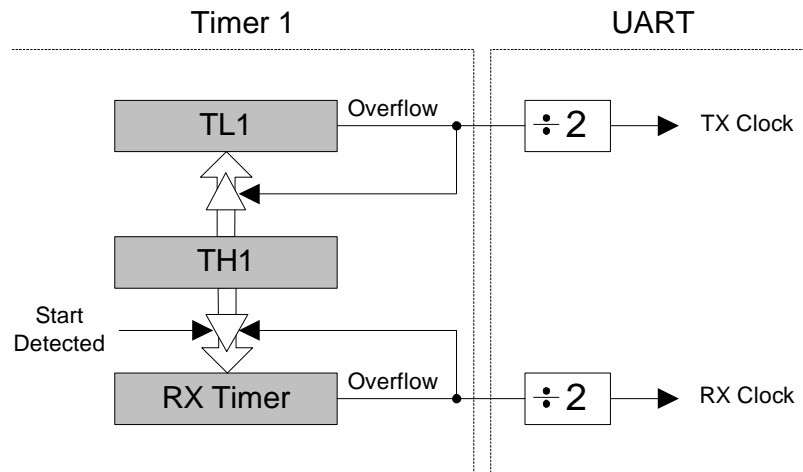 Timer 1
UART
TL1
Overflow
÷ 2
TX Clock
TH1
Start
Detected
RX Timer
Overflow
÷ 2
RX Clock